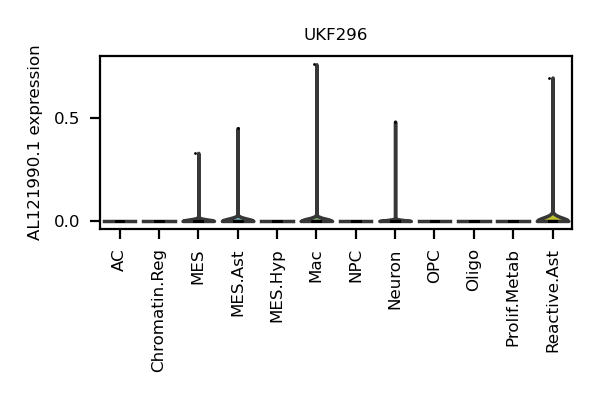 UKF296
AL121990.1 expression
0.5
0.0
AC
Chromatin.Reg
MES
MES.Ast
MES.Hyp
Mac
NPC
Neuron
OPC
Oligo
Prolif.Metab
Reactive.Ast